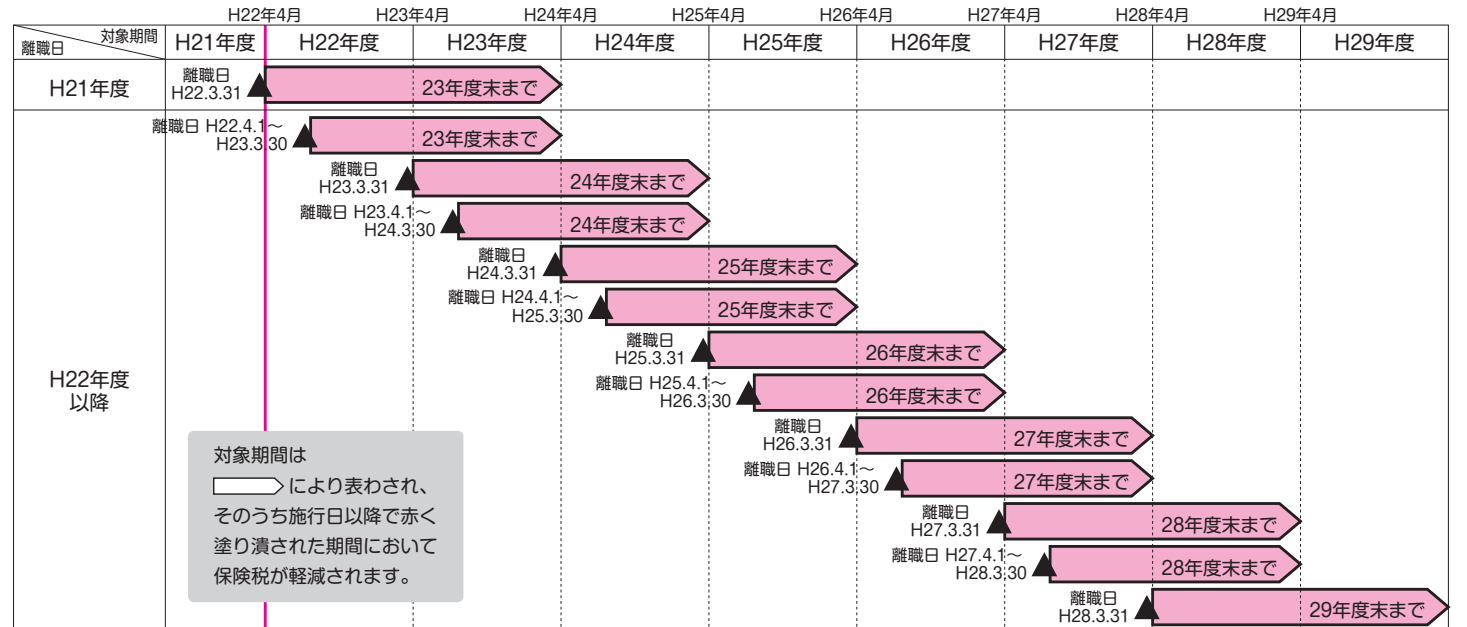 H22年4月 H23年4月 H24年4月 H25年4月 H26年4月 H27年4月 H28年4月 H29年4月
対象期間
離職日
H21年度 H22年度 H23年度 H24年度 H25年度 H26年度 H27年度 H28年度 H29年度
H21年度
離職日
H22.3.31
23年度末まで
H22年度
以降
離職日 H22.4.1〜
H23.3.30
23年度末まで
離職日
H23.3.31
24年度末まで
離職日 H23.4.1〜
H24.3.30
24年度末まで
離職日
H24.3.31
25年度末まで
離職日 H24.4.1〜
H25.3.30
25年度末まで
離職日
H25.3.31
26年度末まで
離職日 H25.4.1〜
H26.3.30
26年度末まで
離職日
H26.3.31
27年度末まで
離職日 H26.4.1〜
H27.3.30
27年度末まで
離職日
H27.3.31
28年度末まで
離職日 H27.4.1〜
H28.3.30
28年度末まで
離職日
H28.3.31
29年度末まで
対象期間は
により表わされ、
そのうち施行日以降で赤く
塗り潰された期間において
保険税が軽減されます。